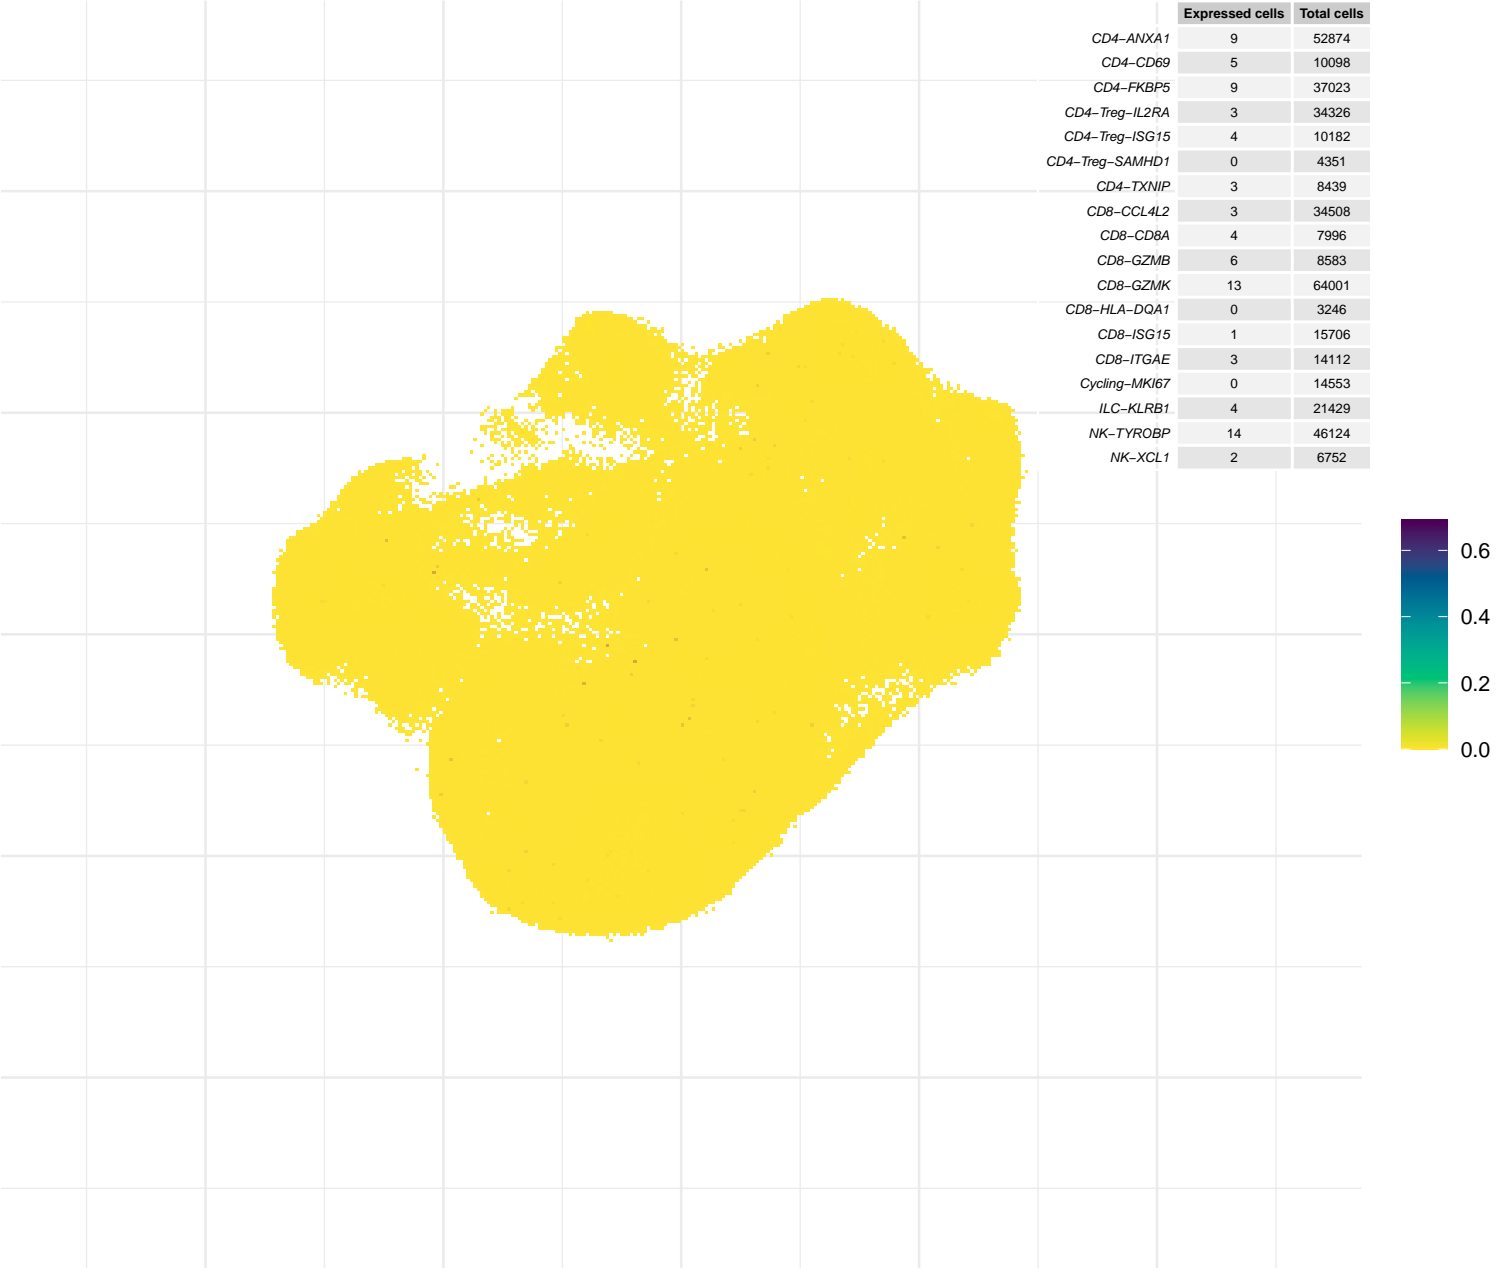 Expressed cells Total cells
CD4−ANXA1 9 52874
CD4−CD69 5 10098
CD4−FKBP5 9 37023
CD4−Treg−IL2RA 3 34326
CD4−Treg−ISG15 4 10182
CD4−Treg−SAMHD1 0 4351
CD4−TXNIP 3 8439
CD8−CCL4L2 3 34508
CD8−CD8A 4 7996
CD8−GZMB 6 8583
CD8−GZMK 13 64001
CD8−HLA−DQA1 0 3246
CD8−ISG15 1 15706
CD8−ITGAE 3 14112
Cycling−MKI67 0 14553
ILC−KLRB1 4 21429
NK−TYROBP 14 46124
NK−XCL1 2 6752
0.6
0.4
0.2
0.0